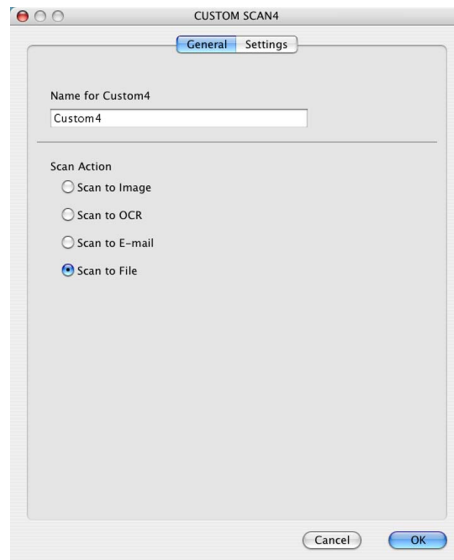 CUSTOM SCAN4
General Settings
Name for Custom4
Custom4
Scan Action
Scan to Image
Scan to OCR
Scan to E-mail
Scan to File
Cancel OK